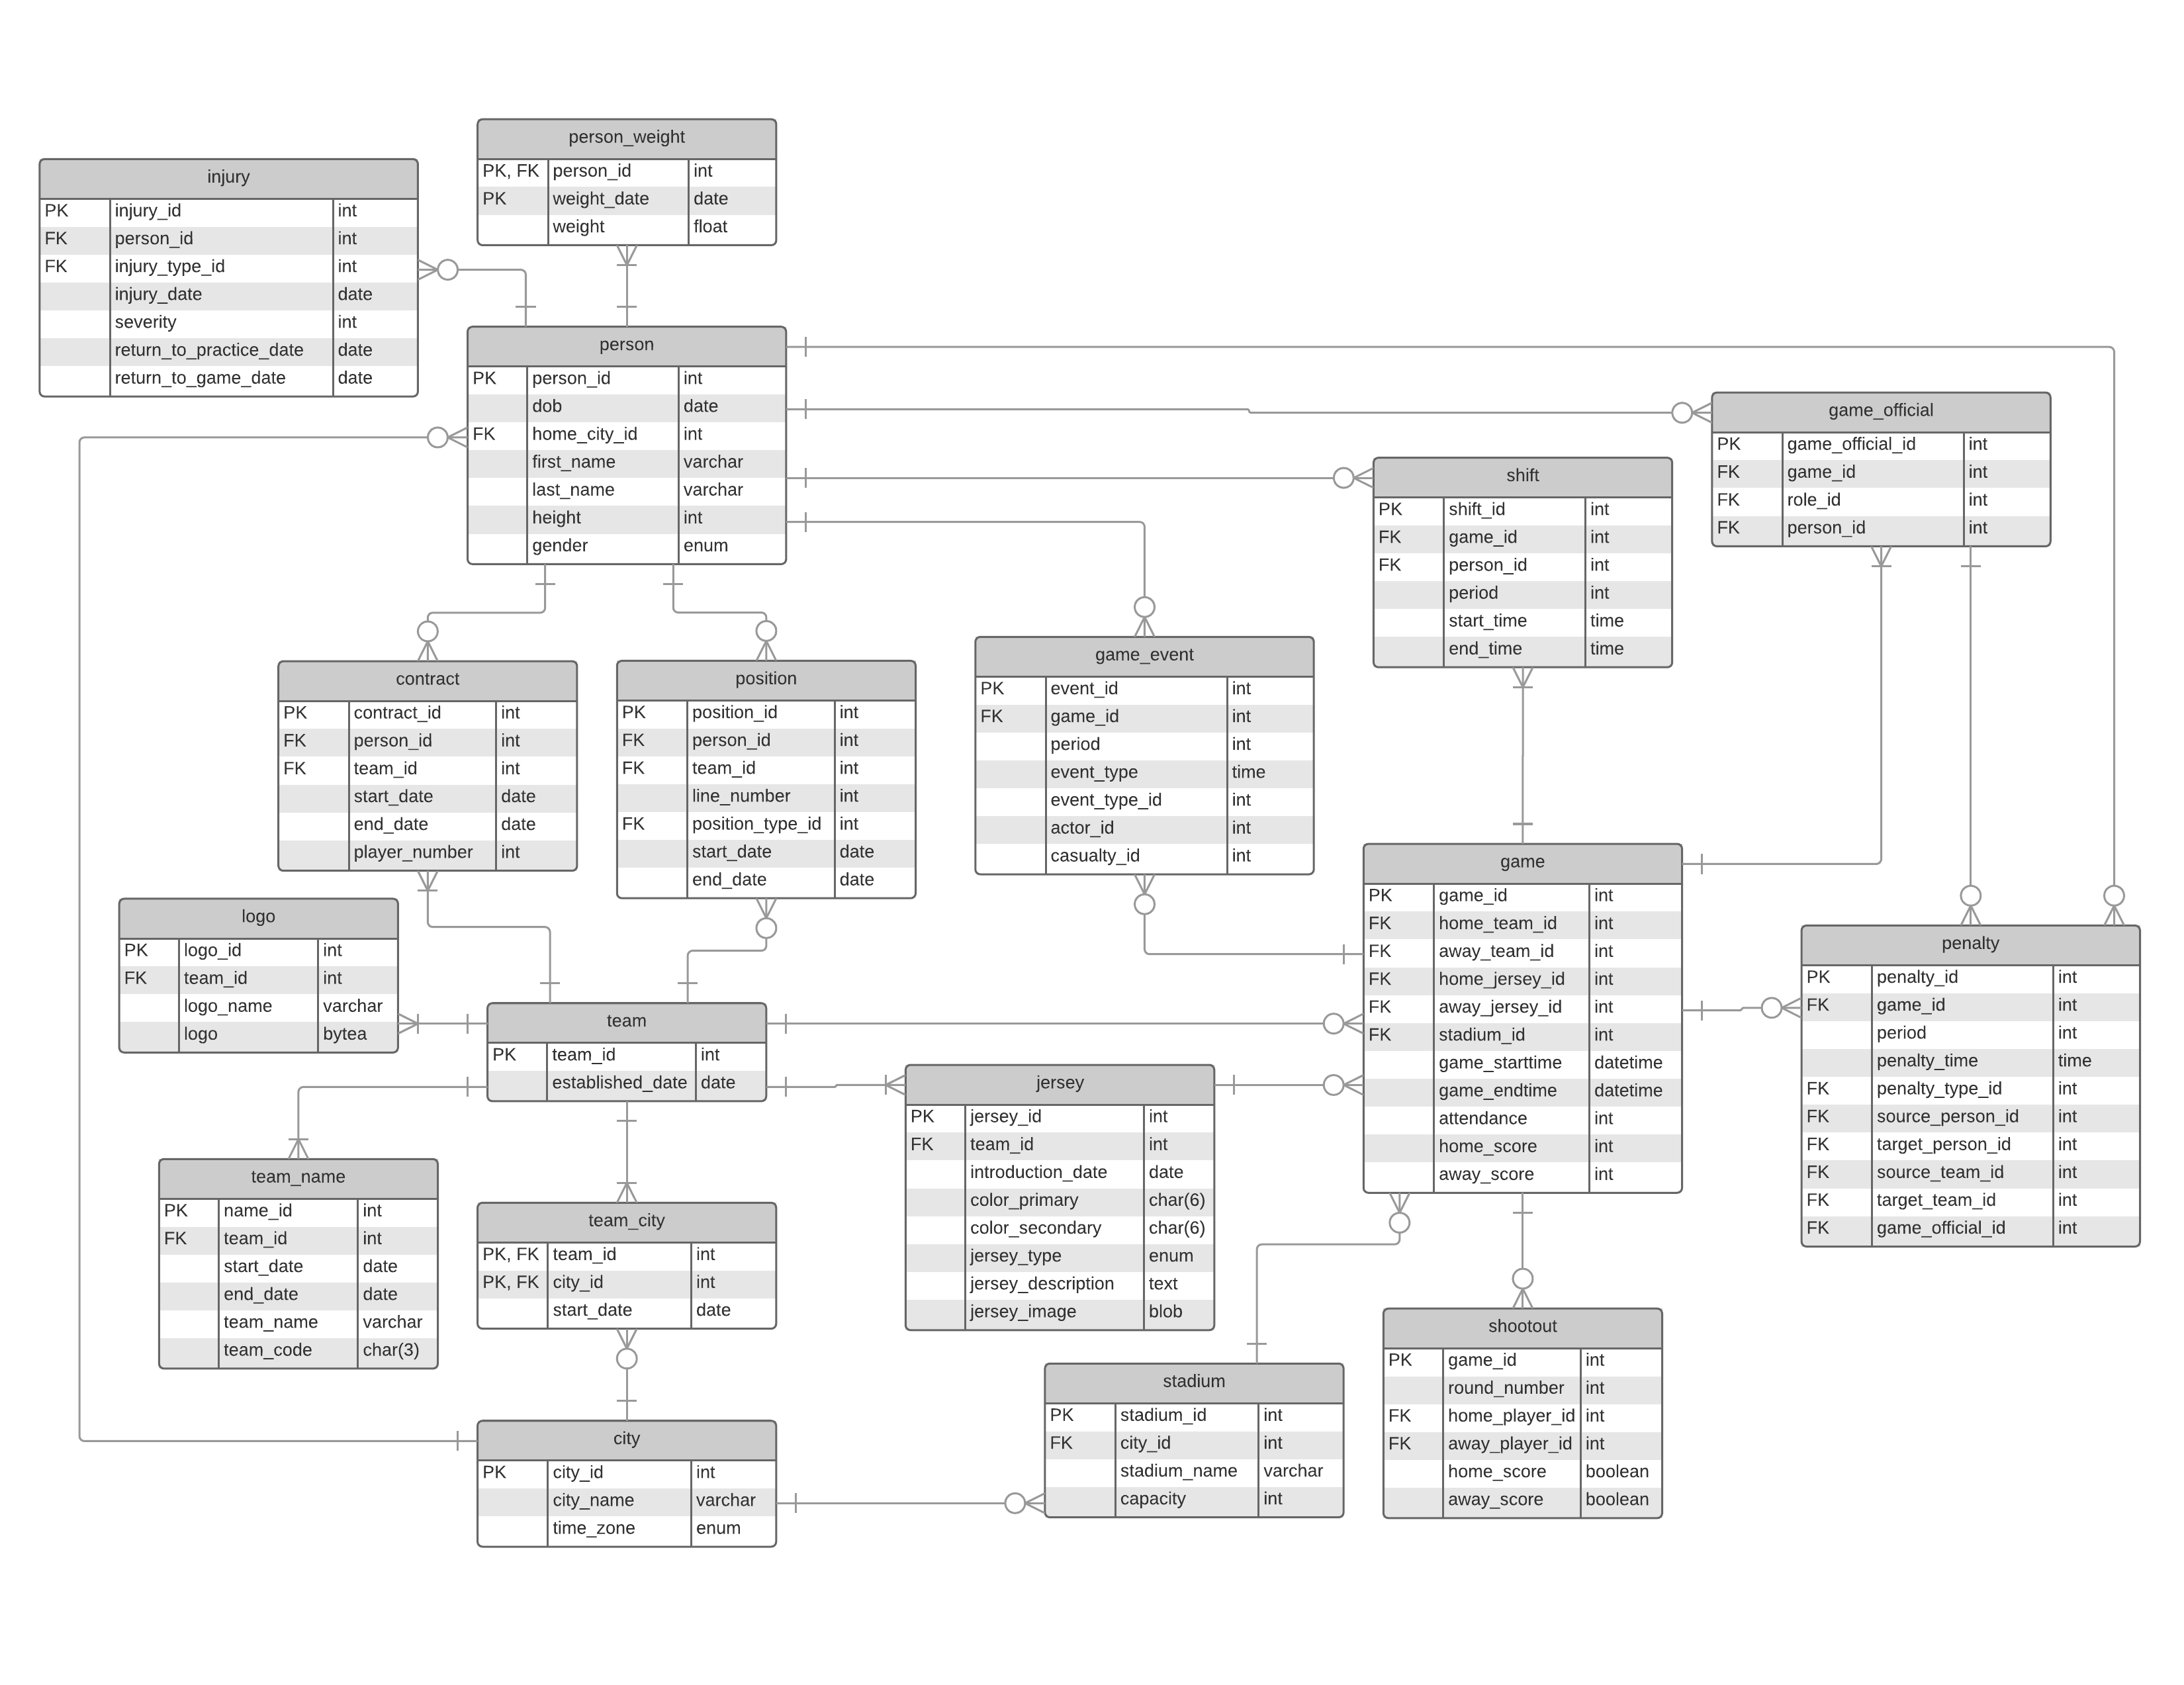 person_weight
PK, FK person_id int
PK weight_date date
weight float
injury
PK injury_id int
FK person_id int
FK injury_type_id int
injury_date date
severity int
return_to_practice_date date
return_to_game_date date
person
PK person_id int
dob date
FK home_city_id int
first_name varchar
last_name varchar
height int
gender enum
game_official
PK game_official_id int
FK game_id int
FK role_id int
FK person_id int
shift
PK shift_id int
FK game_id int
FK person_id int
period int
start_time time
end_time time
contract
PK contract_id int
FK person_id int
FK team_id int
start_date date
end_date date
player_number int
position
PK position_id int
FK person_id int
FK team_id int
line_number int
FK position_type_id int
start_date date
end_date date
game_event
PK event_id int
FK game_id int
period int
event_type time
event_type_id int
actor_id int
casualty_id int
game
PK game_id int
FK home_team_id int
FK away_team_id int
FK home_jersey_id int
FK away_jersey_id int
FK stadium_id int
game_starttime datetime
game_endtime datetime
attendance int
home_score int
away_score int
penalty
PK penalty_id int
FK game_id int
period int
penalty_time time
FK penalty_type_id int
FK source_person_id int
FK target_person_id int
FK source_team_id int
FK target_team_id int
FK game_official_id int
logo
PK logo_id int
FK team_id int
logo_name varchar
logo bytea
team
PK team_id int
established_date date
jersey
PK jersey_id int
FK team_id int
introduction_date date
color_primary char(6)
color_secondary char(6)
jersey_type enum
jersey_description text
jersey_image blob
team_name
PK name_id int
FK team_id int
start_date date
end_date date
team_name varchar
team_code char(3)
team_city
PK, FK team_id int
PK, FK city_id int
start_date date
stadium
PK stadium_id int
FK city_id int
stadium_name varchar
capacity int
shootout
PK game_id int
round_number int
FK home_player_id int
FK away_player_id int
home_score boolean
away_score boolean
city
PK city_id int
city_name varchar
time_zone enum